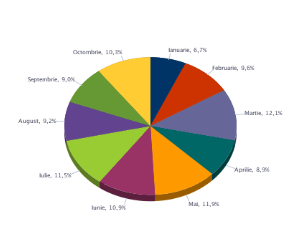 Ianuarie, 6,7%
Februarie, 9,6%
Martie, 12,1%
Aprilie, 8,9%
Mai, 11,9%
Iunie, 10,9%
Iulie, 11,5%
August, 9,2%
Septembrie, 9,0%
Octombrie, 10,3%